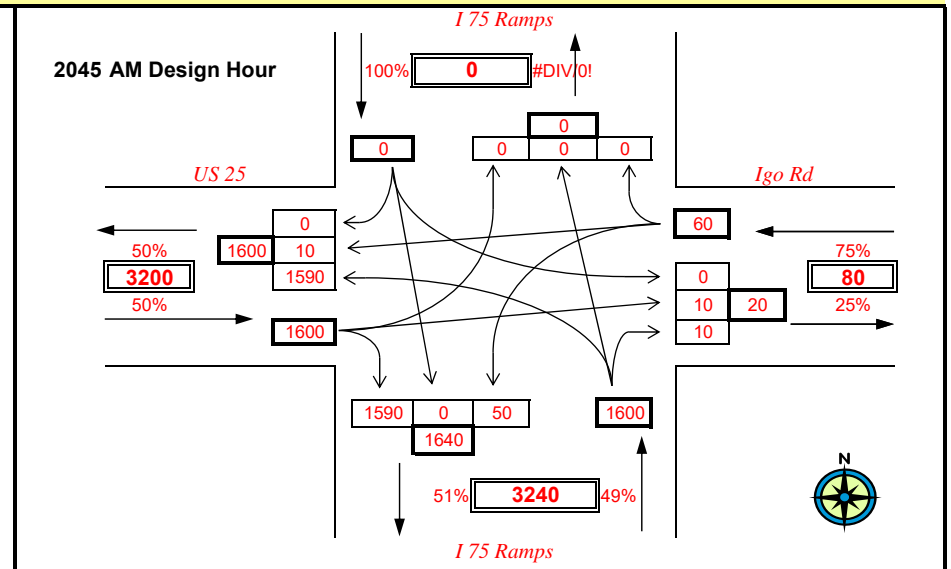 I 75 Ramps
2045 AM Design Hour
100% 0 #DIV/0!
0
0 0 0 0
US 25 Igo Rd
0 60
50% 1600 10 75%
3200 1590 0 80
50% 10 20 25%
1600 10
1590 0 50 1600
1640
N
51% 3240 49%
I 75 Ramps